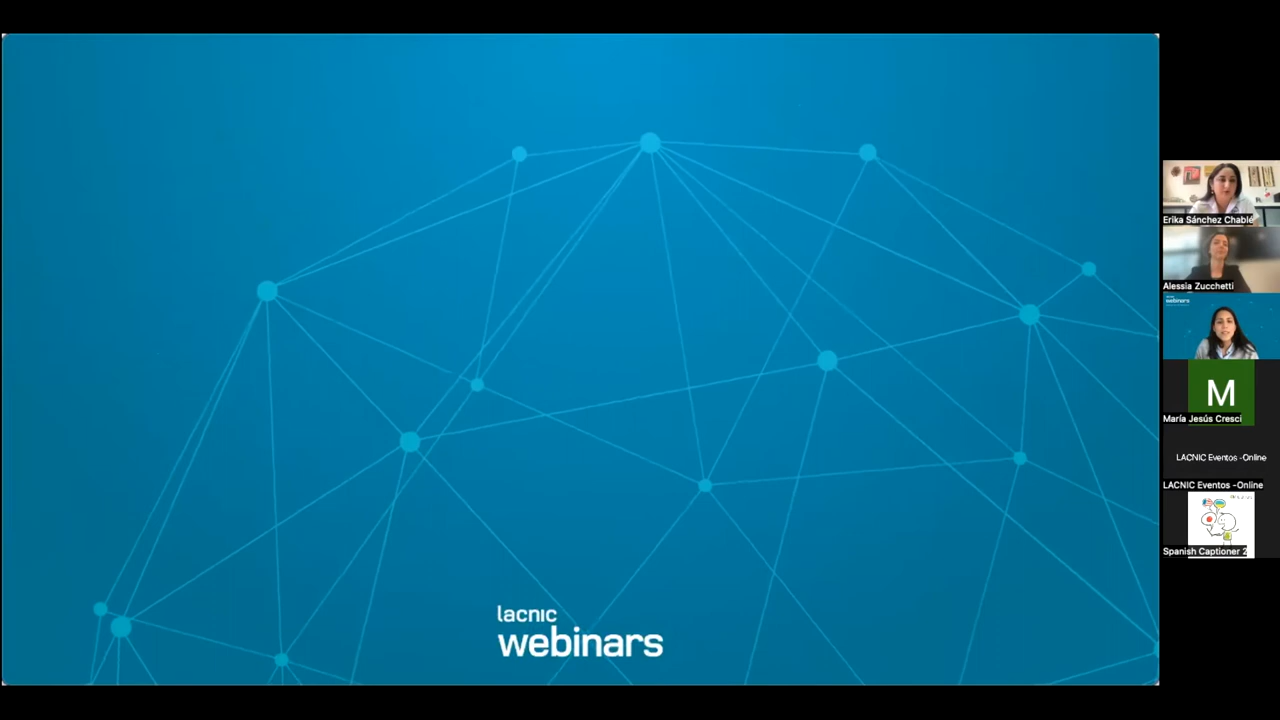 lacnic
webinars
Erika Sánchez Chablé
Alessia Zucchetti
lacnic
webinars
M
María Jesús Cresci
LACNIC Eventos -Online
LACNIC Eventos -Online
Spanish Captioner 2